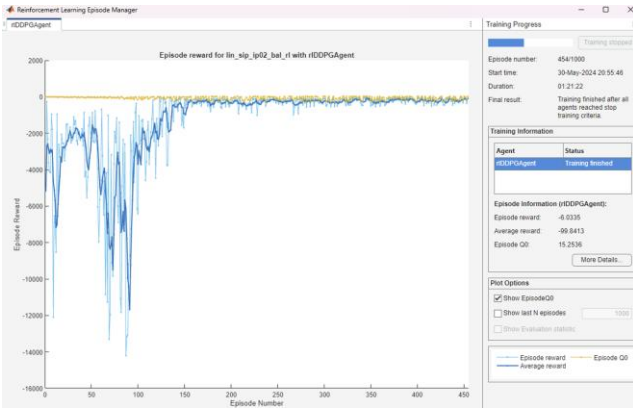 Reinforcement Learning Episode Manager
rlDDPGAgent
Episode reward for lin_sip_ip02_bal_rl with rlDDPGAgent
2000
0
-2000
-4000
-6000
-8000
-10000
-12000
-14000
-16000
Episode Reward
0 50 100 150 200 250 300 350 400 450
Episode Number
Training Progress
Training stopped
Episode number: 454/1000
Start time: 30-May-2024 20:55:46
Duration: 01:21:22
Final result: Training finished after all
agents reached stop
training criteria.
Training Information
Agent Status
rlDDPGAgent Training finished
Episode Information (rlDDPGAgent):
Episode reward: -6.0335
Average reward: -99.8413
Episode Q0: 15.2536
More Details...
Plot Options
Show EpisodeQ0
Show last N episodes 1000
Show Evaluation statistic
Episode reward Episode Q0
Average reward